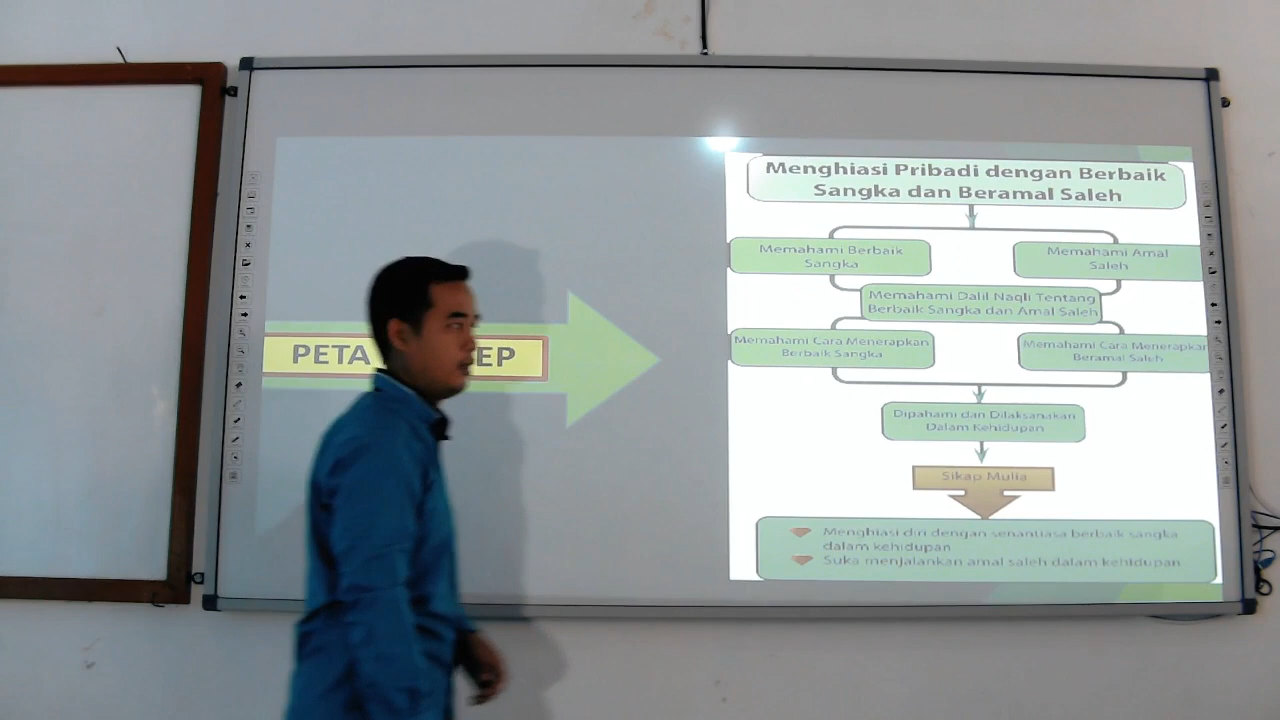 PETA EP
Menghiasi Pribadi dengan Berbaik
Sangka dan Beramal Saleh
Memahami Berbaik
Sangka
Memahami Amal
Saleh
Memahami Dalil Naqli Tentang
Berbaik Sangka dan Amal Saleh
Memahami Cara Menerapkan
Berbaik Sangka
Memahami Cara Menerapkan
Beramal Saleh
Dipahami dan Dilaksanakan
Dalam Kehidupan
Sikap Mulia
Menghiasi diri dengan senantiasa berbaik sangka
dalam kehidupan
Suka menjalankan amal saleh dalam kehidupan